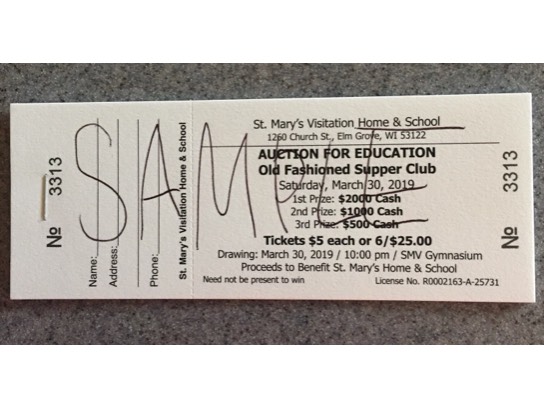 № 3313
Name:
Address:
Phone:
St. Mary's Visitation Home & School
SAMPLE
St. Mary's Visitation Home & School
1260 Church St., Elm Grove, WI 53122
AUCTION FOR EDUCATION
Old Fashioned Supper Club
Saturday, March 30, 2019
1st Prize: $2000 Cash
2nd Prize: $1000 Cash
3rd Prize: $500 Cash
Tickets $5 each or 6/$25.00
Drawing: March 30, 2019 / 10:00 pm / SMV Gymnasium
Proceeds to Benefit St. Mary's Home & School
Need not be present to win
License No. R0002163-A-25731
№ 3313